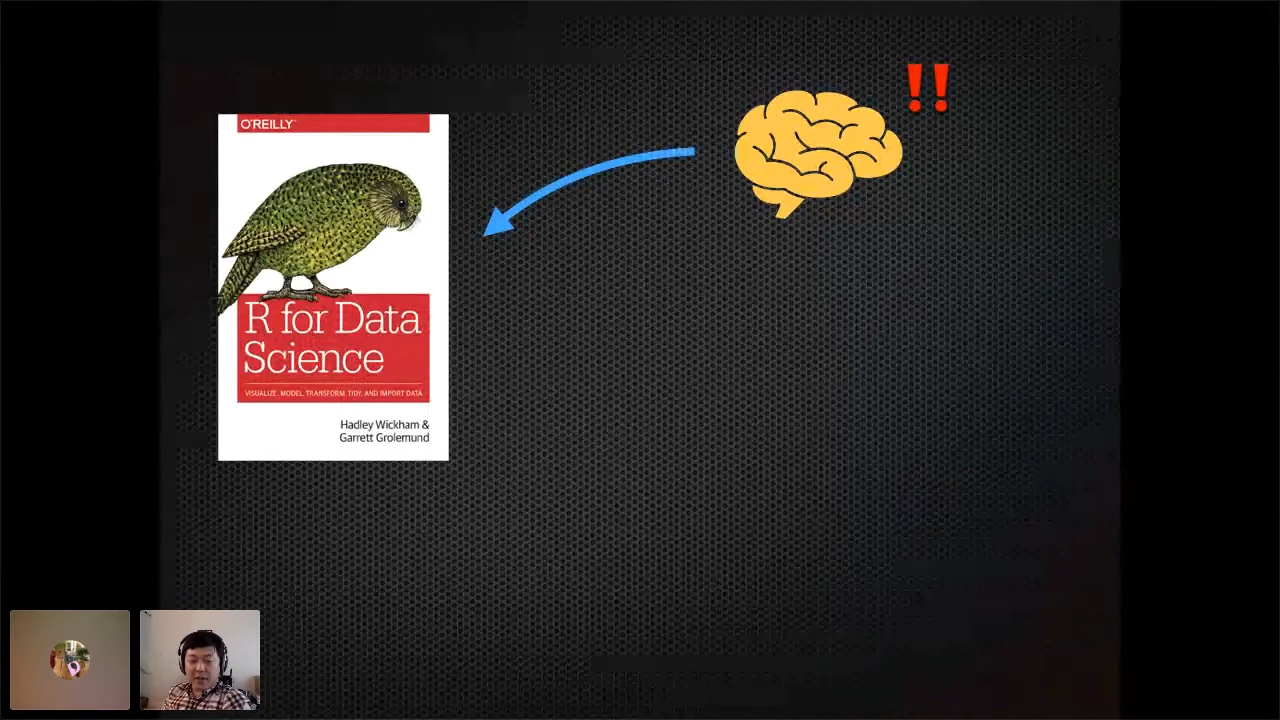 O'REILLY
R for Data
Science
VISUALIZE, MODEL, TRANSFORM, TIDY, AND IMPORT DATA
Hadley Wickham &
Garrett Grolemund